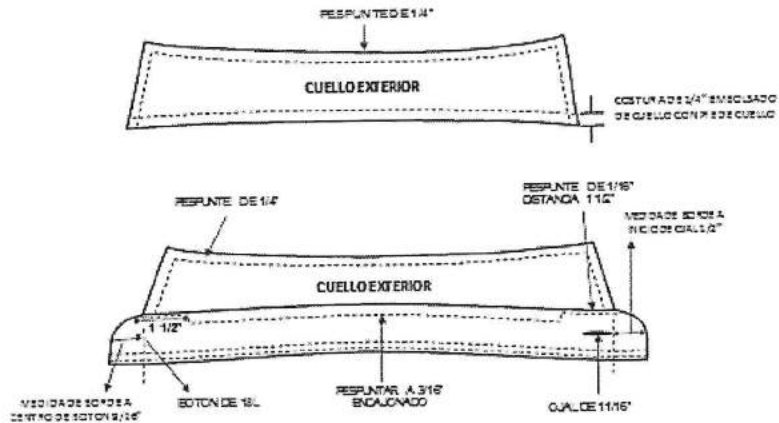 PESPUNTE DE 1/4"
CUELLO EXTERIOR
COSTURA DE 1/4" EMBOLSADO
DE CUELLO CON PIE DE CUELLO
PESPUNTE DE 1/4"
PESPUNTE DE 1/16"
DISTANCIA 1 1/2"
MEDIDA DE BORDE A
INICIO DE OJAL 1/2"
CUELLO EXTERIOR
1 1/2"
MEDIDA DE BORDE A
CENTRO DE BOTON 9/16"
BOTON DE 18L
PESPUNTAR A 3/16"
ENCAJONADO
OJAL DE 11/16"